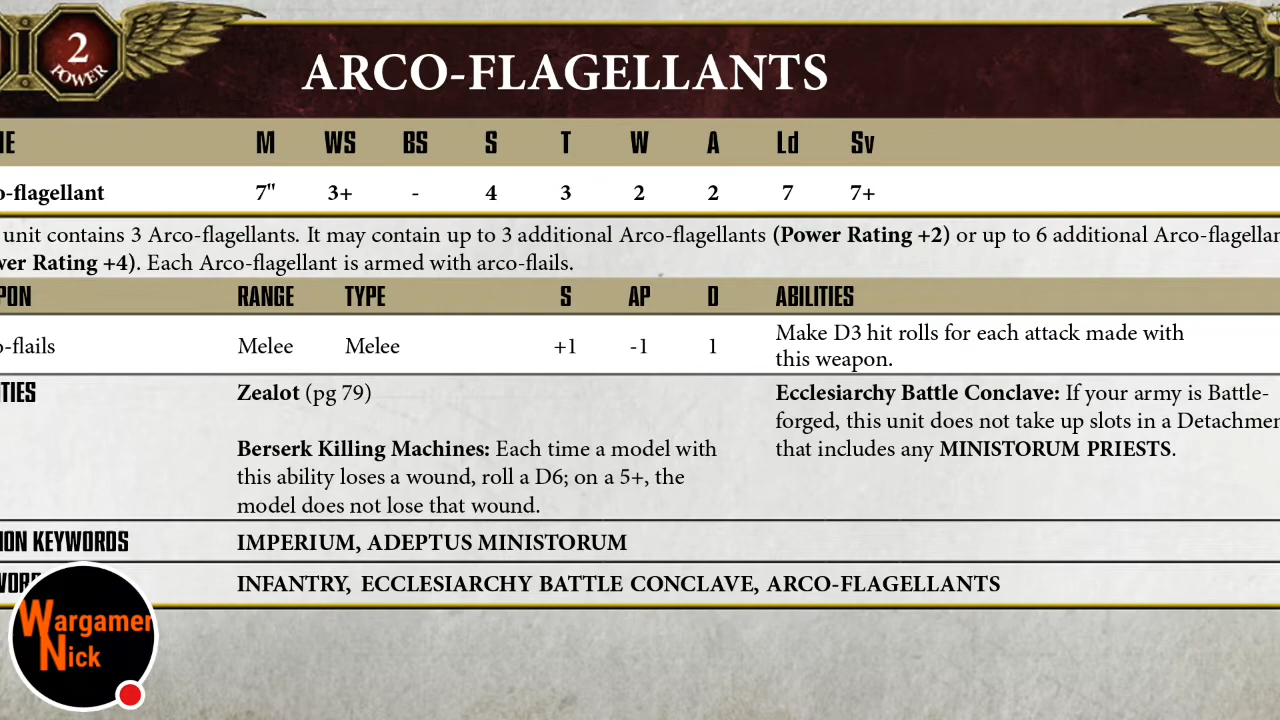 2
POWER
ARCO-FLAGELLANTS
M WS BS S T W A Ld Sv
-flagellant 7" 3+ - 4 3 2 2 7 7+
unit contains 3 Arco-flagellants. It may contain up to 3 additional Arco-flagellants (Power Rating +2) or up to 6 additional
Rating +4). Each Arco-flagellant is armed with arco-flails.
RANGE TYPE S AP D ABILITIES
-flails Melee Melee +1 -1 1 Make D3 hit rolls for each attack made with
this weapon.
Zealot (pg 79)
Berserk Killing Machines: Each time a model with
this ability loses a wound, roll a D6; on a 5+, the
model does not lose that wound.
Ecclesiarchy Battle Conclave: If your army is Battle-
forged, this unit does not take up slots in a
that includes any MINISTORUM PRIESTS.
KEYWORDS IMPERIUM, ADEPTUS MINISTORUM
INFANTRY, ECCLESIARCHY BATTLE CONCLAVE, ARCO-FLAGELLANTS
Wargamer
Nick